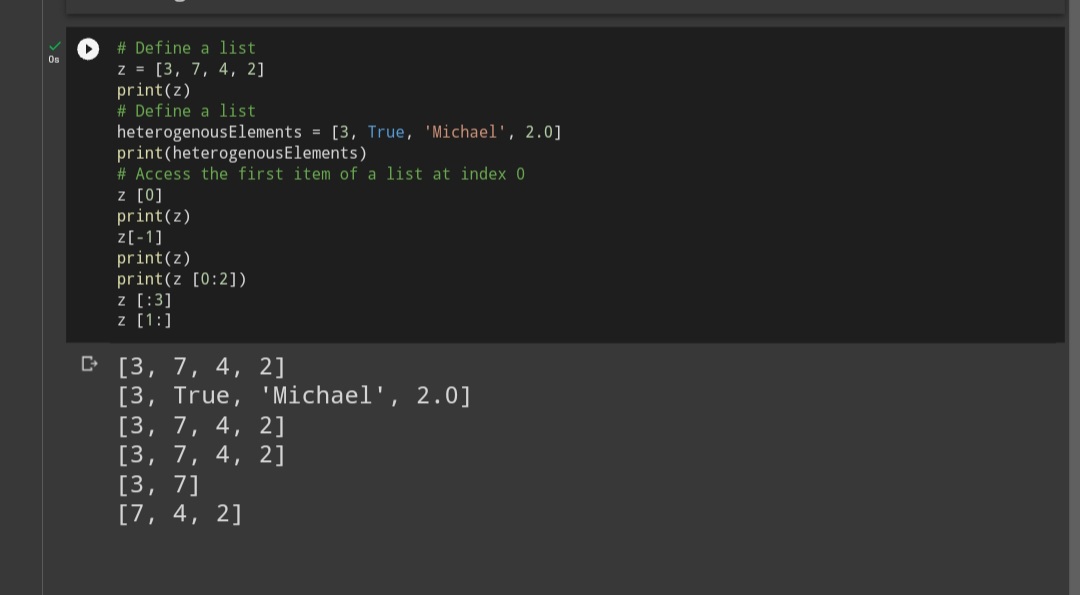 0s
# Define a list
z = [3, 7, 4, 2]
print(z)
# Define a list
heterogenousElements = [3, True, 'Michael', 2.0]
print(heterogenousElements)
# Access the first item of a list at index 0
z [0]
print(z)
z[-1]
print(z)
print(z [0:2])
z [:3]
z [1:]
[3, 7, 4, 2]
[3, True, 'Michael', 2.0]
[3, 7, 4, 2]
[3, 7, 4, 2]
[3, 7]
[7, 4, 2]